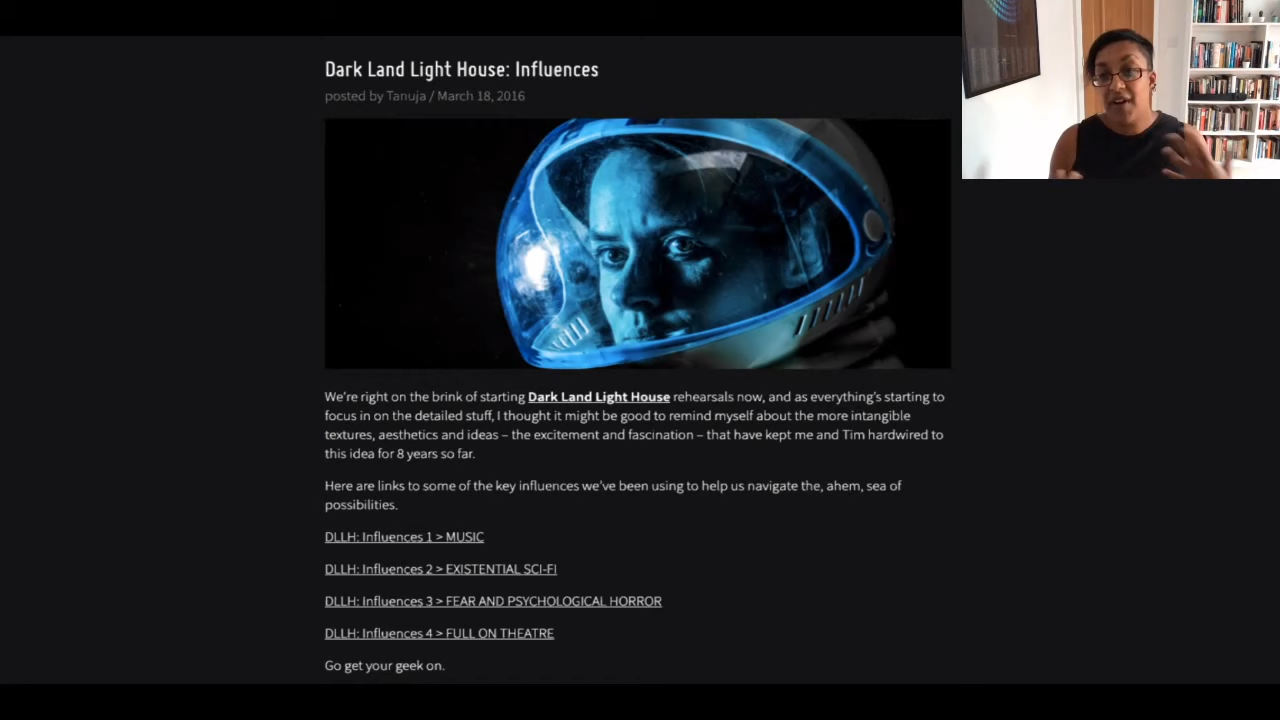 Dark Land Light House: Influences
posted by Tanuja / March 18, 2016
We're right on the brink of starting Dark Land Light House rehearsals now, and as everything's starting to
focus in on the detailed stuff, I thought it might be good to remind myself about the more intangible
textures, aesthetics and ideas – the excitement and fascination – that have kept me and Tim hardwired to
this idea for 8 years so far.
Here are links to some of the key influences we've been using to help us navigate the, ahem, sea of
possibilities.
DLLH: Influences 1 > MUSIC
DLLH: Influences 2 > EXISTENTIAL SCI-FI
DLLH: Influences 3 > FEAR AND PSYCHOLOGICAL HORROR
DLLH: Influences 4 > FULL ON THEATRE
Go get your geek on.